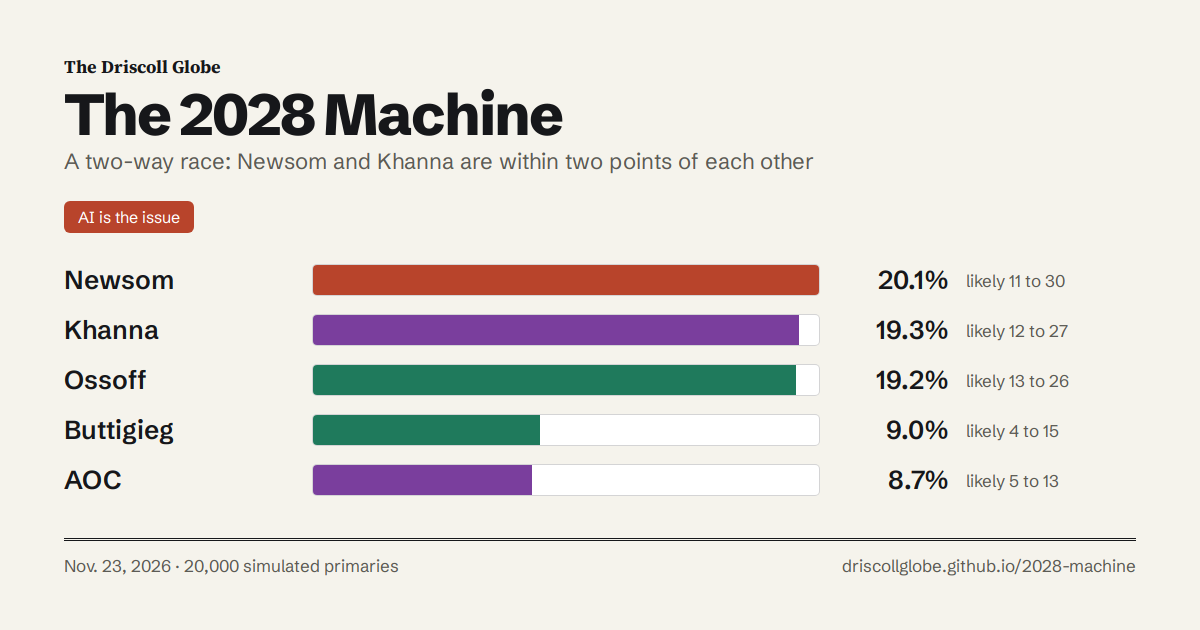 The Driscoll Globe
The 2028 Machine
A two-way race: Newsom and Khanna are within two points of each other
AI is the issue
Newsom 20.1% likely 11 to 30
Khanna 19.3% likely 12 to 27
Ossoff 19.2% likely 13 to 26
Buttigieg 9.0% likely 4 to 15
AOC 8.7% likely 5 to 13
Nov. 23, 2026 · 20,000 simulated primaries driscollglobe.github.io/2028-machine